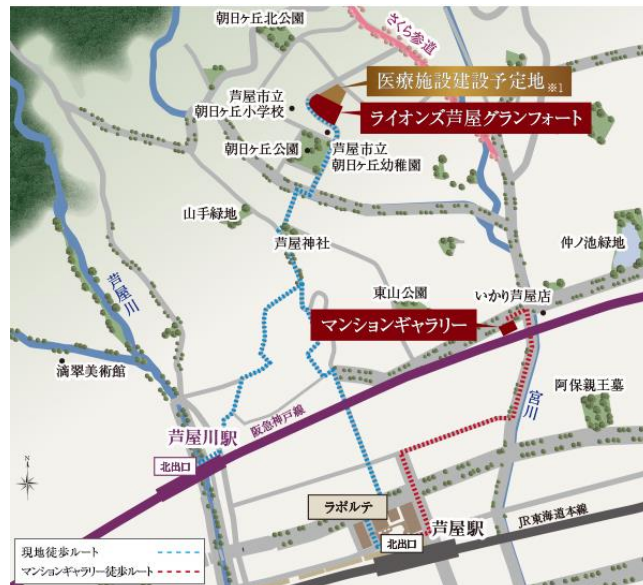 朝日ヶ丘北公園
さくら参道
医療施設建設予定地※1
芦屋市立
朝日ヶ丘小学校
ライオンズ芦屋グランフォート
朝日ヶ丘公園
芦屋市立
朝日ヶ丘幼稚園
山手緑地
芦屋神社
仲ノ池緑地
芦屋川
東山公園
いかり芦屋店
マンションギャラリー
滴翠美術館
宮川
阿保親王墓
阪急神戸線
芦屋川駅
北出口
N
ラポルテ
芦屋駅
JR東海道本線
北出口
現地徒歩ルート
マンションギャラリー徒歩ルート